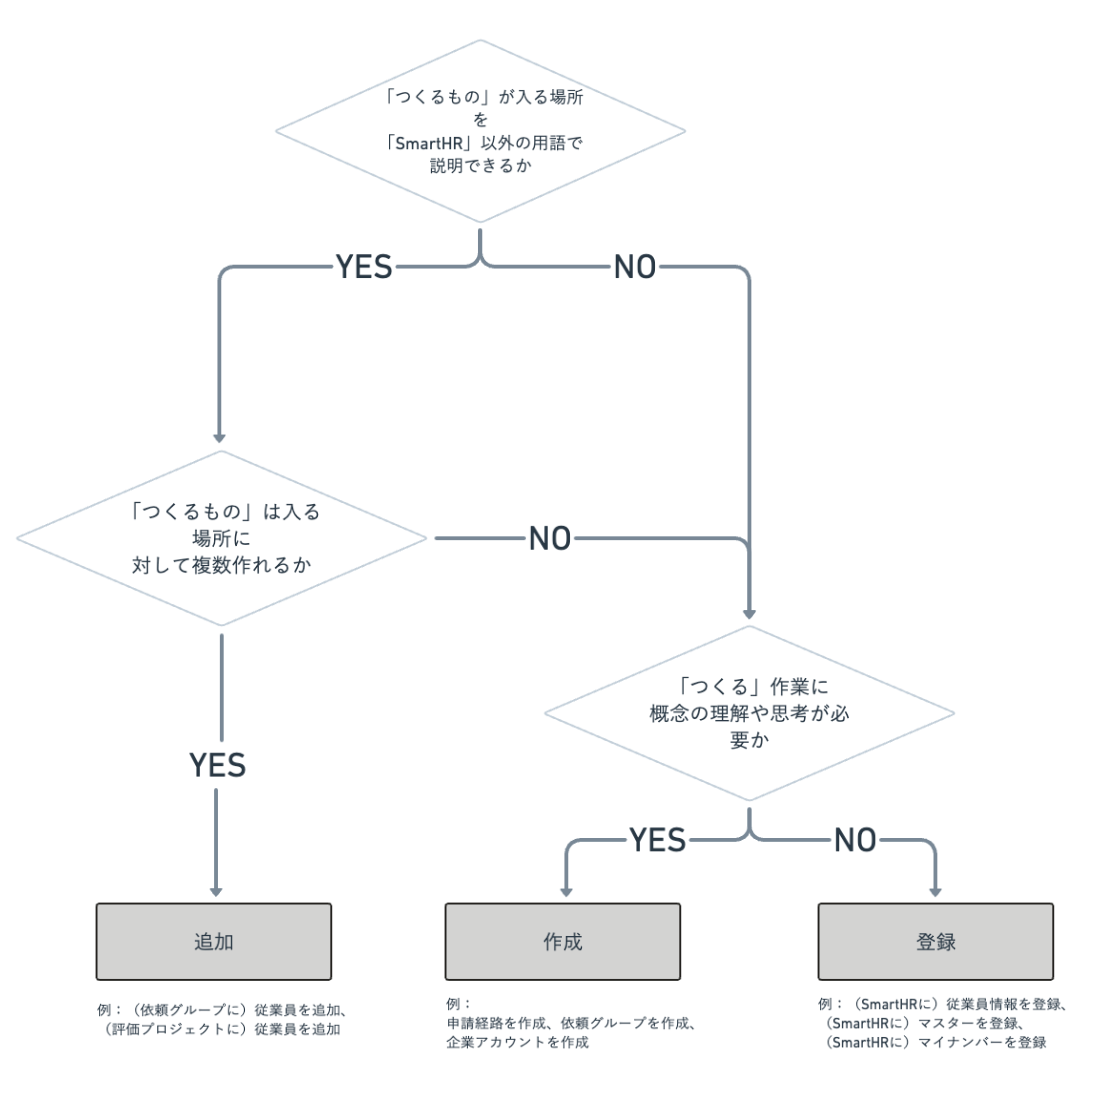 「つくるもの」が入る場所
を
「SmartHR」以外の用語で
説明できるか
YES
NO
「つくるもの」は入る
場所に
対して複数作れるか
NO
「つくる」作業に
概念の理解や思考が必
要か
YES
YES
NO
追加
作成
登録
例：（依頼グループに）従業員を追加、
（評価プロジェクトに）従業員を追加
例：
申請経路を作成、依頼グループを作成、
企業アカウントを作成
例：（SmartHRに）従業員情報を登録、
（SmartHRに）マスターを登録、
（SmartHRに）マイナンバーを登録